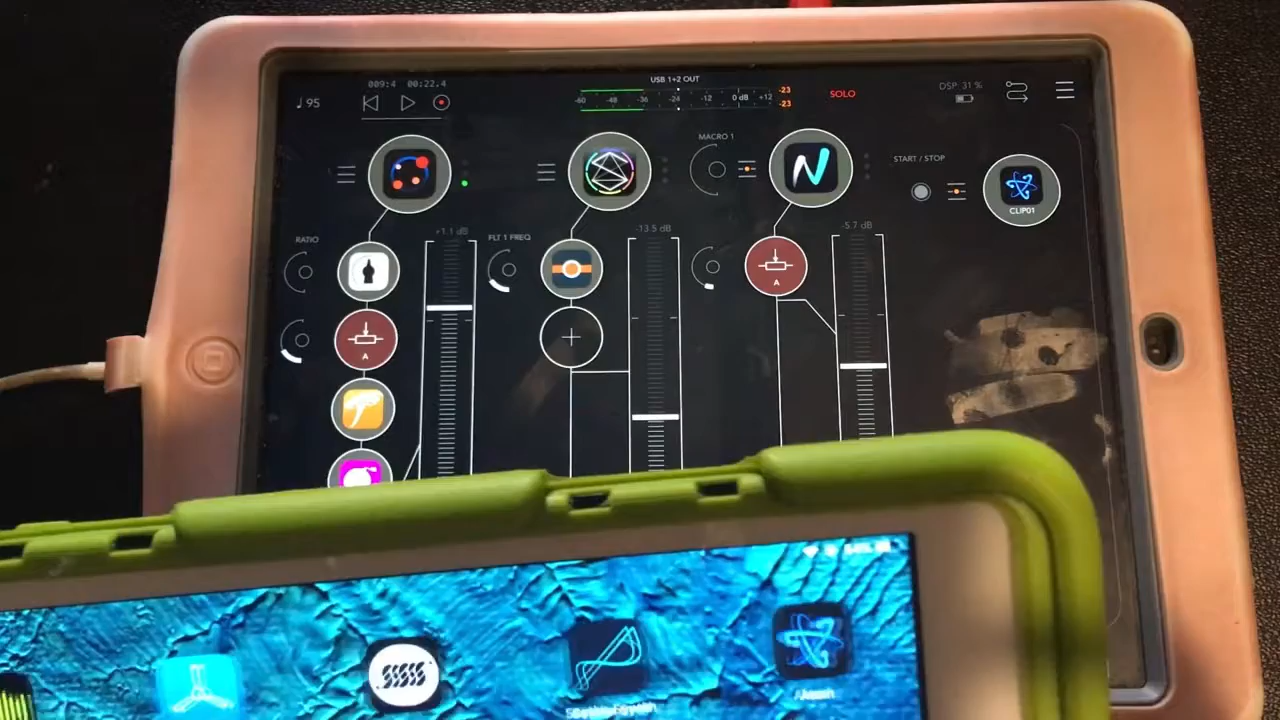 ♩ 95
009:4 00:22.4
USB 1+2 OUT
-60 -48 -36 -24 -12 0 dB +12
-23
-23
SOLO
DSP 31 %
MACRO 1
START / STOP
CLIP01
RATIO
+1.1 dB
FLT 1 FREQ
-13.5 dB
-5.7 dB
A
A